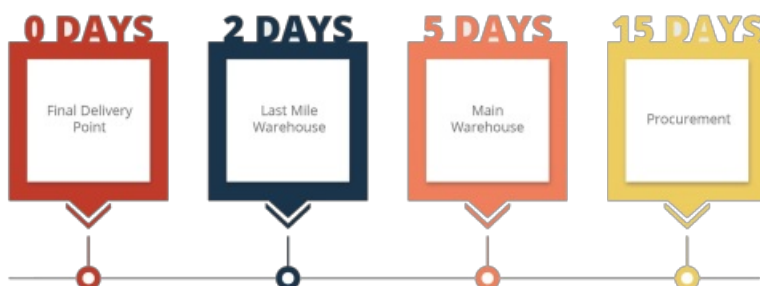 0 DAYS
Final Delivery
Point
2 DAYS
Last Mile
Warehouse
5 DAYS
Main
Warehouse
15 DAYS
Procurement